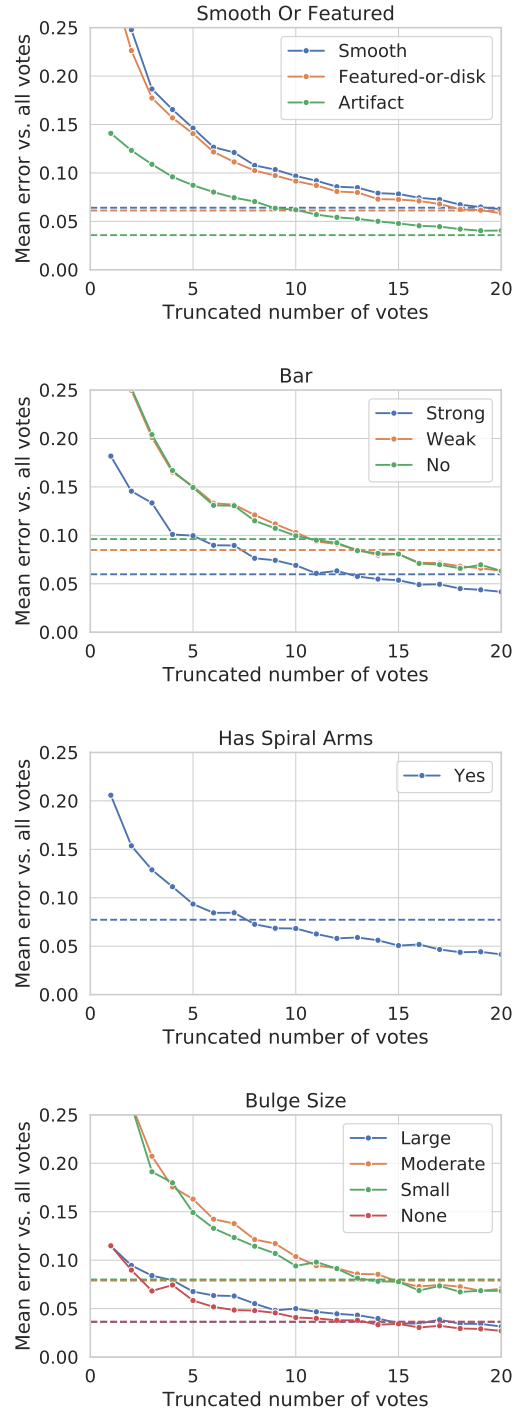 Smooth Or Featured
Mean error vs. all votes
0.25
0.20
0.15
0.10
0.05
0.00
Smooth
Featured-or-disk
Artifact
0 5 10 15 20
Truncated number of votes
Bar
Mean error vs. all votes
0.25
0.20
0.15
0.10
0.05
0.00
Strong
Weak
No
0 5 10 15 20
Truncated number of votes
Has Spiral Arms
Mean error vs. all votes
0.25
0.20
0.15
0.10
0.05
0.00
Yes
0 5 10 15 20
Truncated number of votes
Bulge Size
Mean error vs. all votes
0.25
0.20
0.15
0.10
0.05
0.00
Large
Moderate
Small
None
0 5 10 15 20
Truncated number of votes